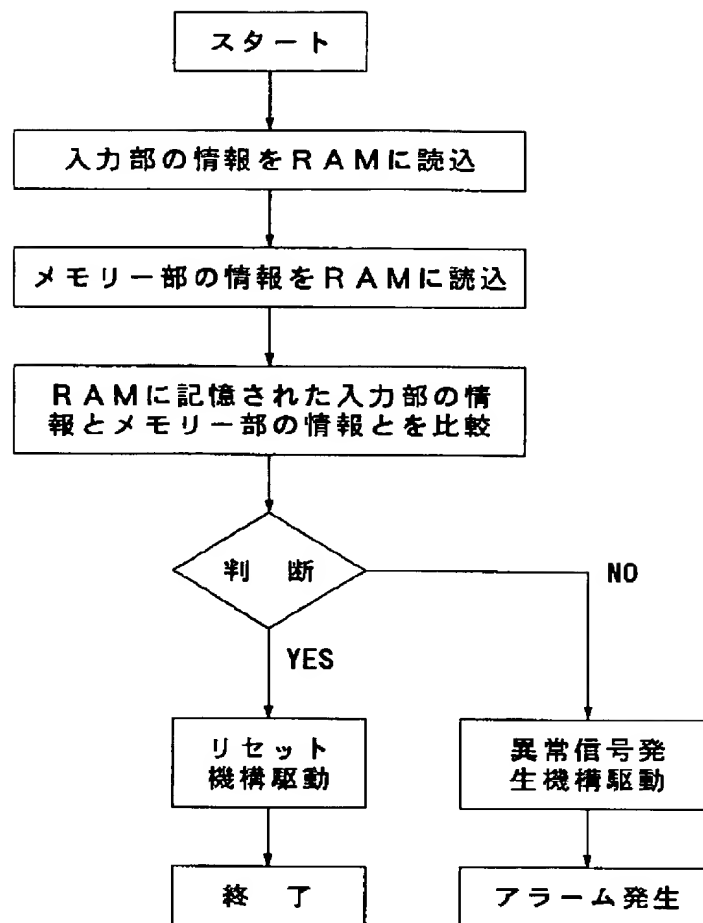 スタート
入力部の情報をRAMに読込
メモリー部の情報をRAMに読込
RAMに記憶された入力部の情
報とメモリー部の情報とを比較
判 断
NO
YES
リセット
機構駆動
異常信号発
生機構駆動
終 了
アラーム発生